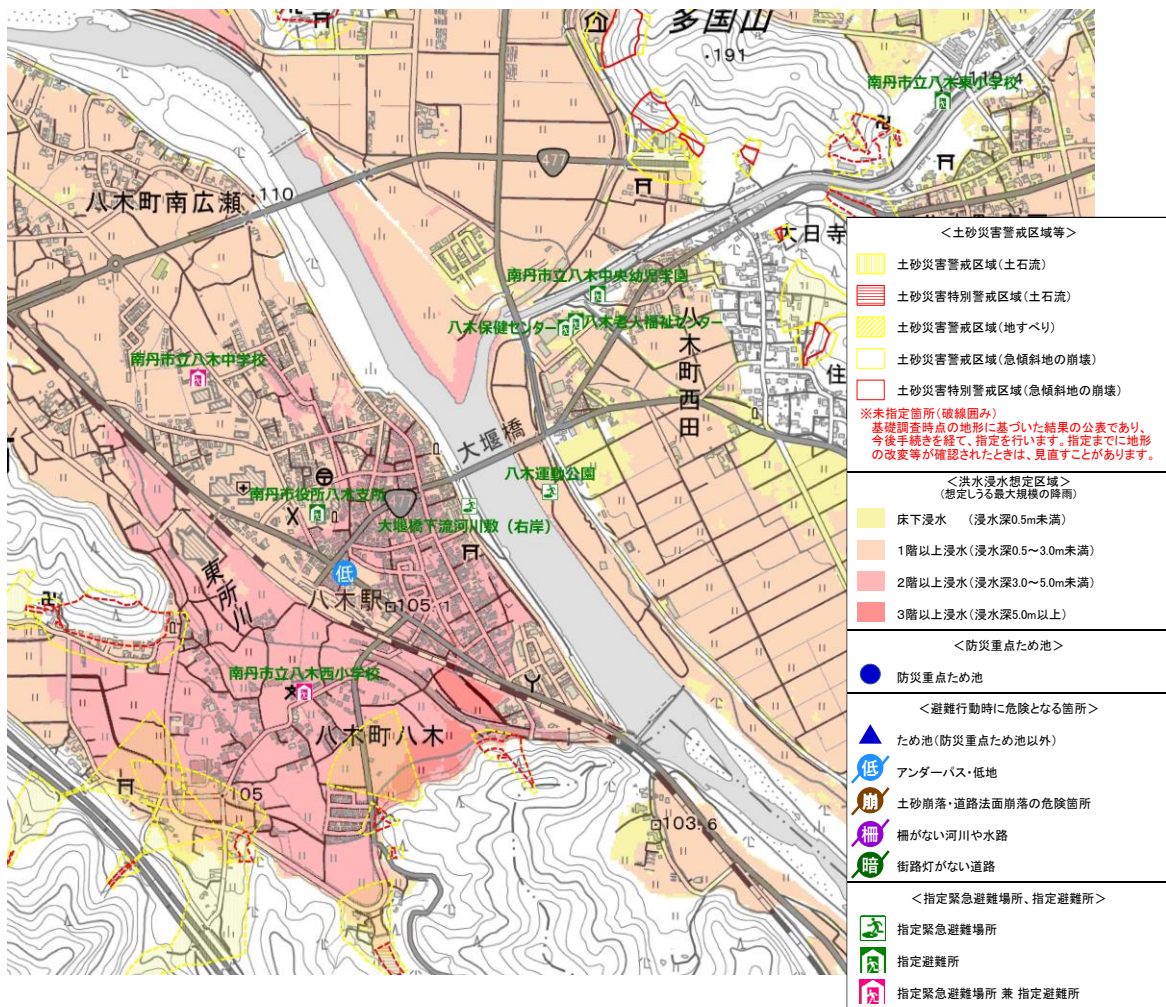 多国山
・191
119.4
南丹市立八木東小学校
477
八木町南広瀬
・110
大日寺
南丹市立八木中央幼児学園
八木保健センター
八木老人福祉センター
八木町西田
住
南丹市立八木中学校
大堰橋
八木運動公園
南丹市役所八木支所
477
大堰橋下流河川敷（右岸）
東所川
低
八木駅
105.1
南丹市立八木西小学校
八木町八木
105
103.6
＜土砂災害警戒区域等＞
土砂災害警戒区域(土石流)
土砂災害特別警戒区域(土石流)
土砂災害警戒区域(地すべり)
土砂災害警戒区域(急傾斜地の崩壊)
土砂災害特別警戒区域(急傾斜地の崩壊)
※未指定箇所(破線囲み)
基礎調査時点の地形に基づいた結果の公表であり、
今後手続きを経て、指定を行います。指定までに地形
の改変等が確認されたときは、見直すことがあります。
＜洪水浸水想定区域＞
(想定しうる最大規模の降雨)
床下浸水　(浸水深0.5m未満)
1階以上浸水(浸水深0.5～3.0m未満)
2階以上浸水(浸水深3.0～5.0m未満)
3階以上浸水(浸水深5.0m以上)
＜防災重点ため池＞
防災重点ため池
＜避難行動時に危険となる箇所＞
ため池(防災重点ため池以外)
低 アンダーパス・低地
崩 土砂崩落・道路法面崩落の危険箇所
柵 柵がない河川や水路
暗 街路灯がない道路
＜指定緊急避難場所、指定避難所＞
指定緊急避難場所
指定避難所
指定緊急避難場所 兼 指定避難所